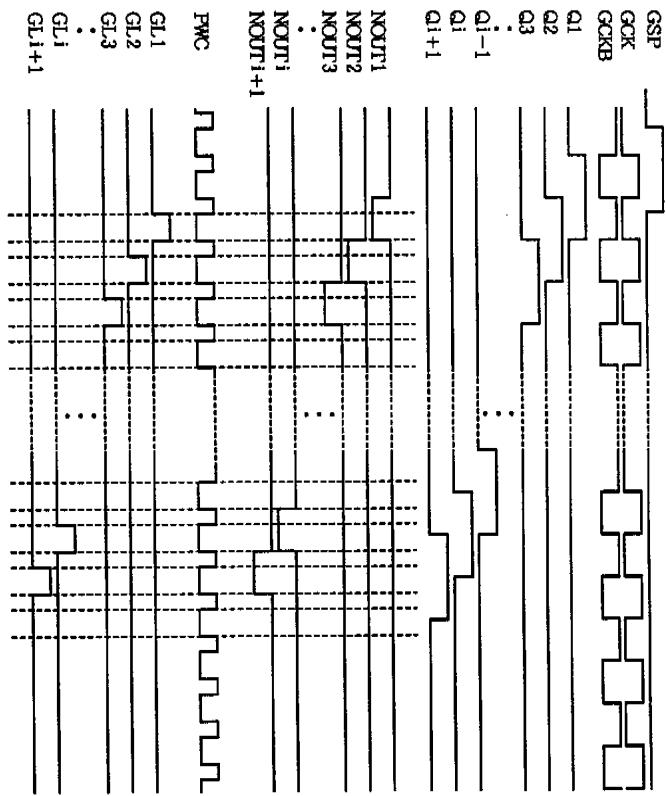 GSP
GCK
GCKB
Q1
Q2
Q3
Qi-1
Qi
Qi+1
NOUT1
NOUT2
NOUT3
NOUTi
NOUTi+1
PWC
GL1
GL2
GL3
GLi
GLi+1